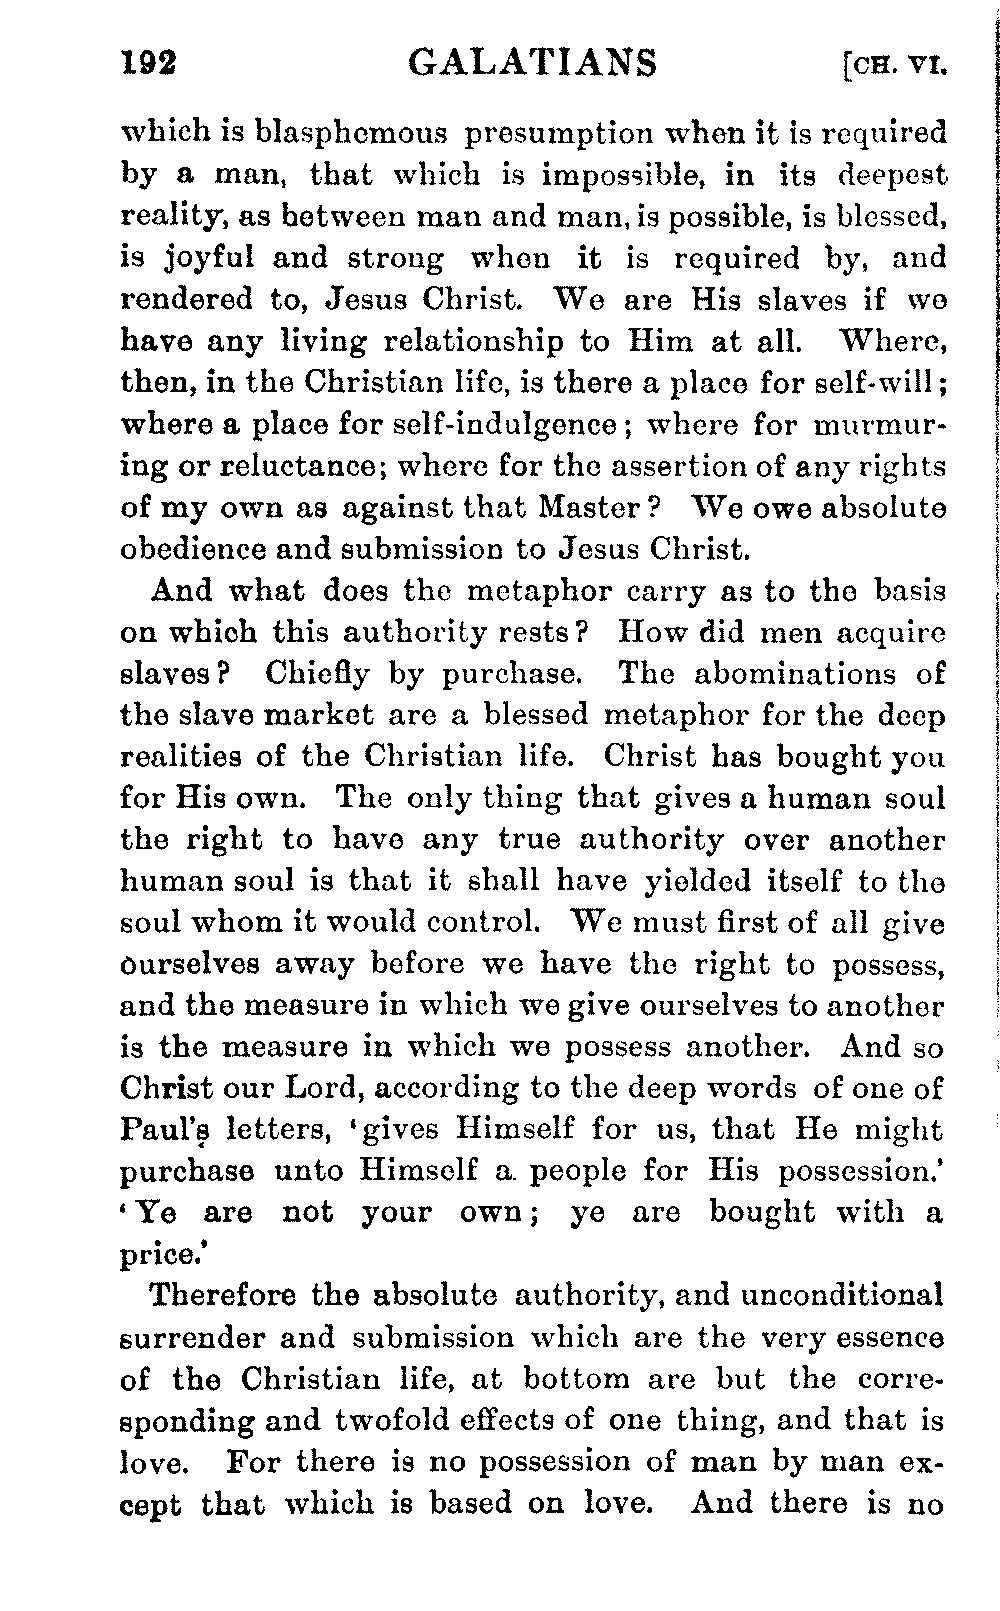 192 GALATIANS [CH. VI.
which is blasphemous presumption when it is required
by a man, that which is impossible, in its deepest
reality, as between man and man, is possible, is blessed,
is joyful and strong when it is required by, and
rendered to, Jesus Christ. We are His slaves if we
have any living relationship to Him at all. Where,
then, in the Christian life, is there a place for self-will;
where a place for self-indulgence; where for murmur-
ing or reluctance; where for the assertion of any rights
of my own as against that Master? We owe absolute
obedience and submission to Jesus Christ.
And what does the metaphor carry as to the basis
on which this authority rests? How did men acquire
slaves? Chiefly by purchase. The abominations of
the slave market are a blessed metaphor for the deep
realities of the Christian life. Christ has bought you
for His own. The only thing that gives a human soul
the right to have any true authority over another
human soul is that it shall have yielded itself to the
soul whom it would control. We must first of all give
ourselves away before we have the right to possess,
and the measure in which we give ourselves to another
is the measure in which we possess another. And so
Christ our Lord, according to the deep words of one of
Paul's letters, 'gives Himself for us, that He might
purchase unto Himself a people for His possession.'
'Ye are not your own; ye are bought with a
price.'
Therefore the absolute authority, and unconditional
surrender and submission which are the very essence
of the Christian life, at bottom are but the corre-
sponding and twofold effects of one thing, and that is
love. For there is no possession of man by man ex-
cept that which is based on love. And there is no